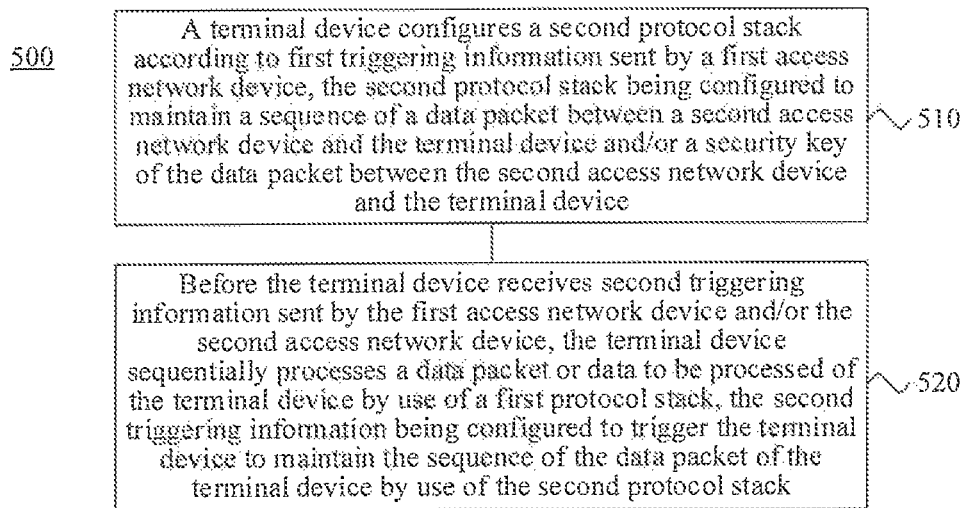 500
A terminal device configures a second protocol stack
according to first triggering information sent by a first access
network device, the second protocol stack being configured to
maintain a sequence of a data packet between a second access
network device and the terminal device and/or a security key
of the data packet between the second access network device
and the terminal device
510
Before the terminal device receives second triggering
information sent by the first access network device and/or the
second access network device, the terminal device
sequentially processes a data packet or data to be processed of
the terminal device by use of a first protocol stack, the second
triggering information being configured to trigger the terminal
device to maintain the sequence of the data packet of the
terminal device by use of the second protocol stack
520